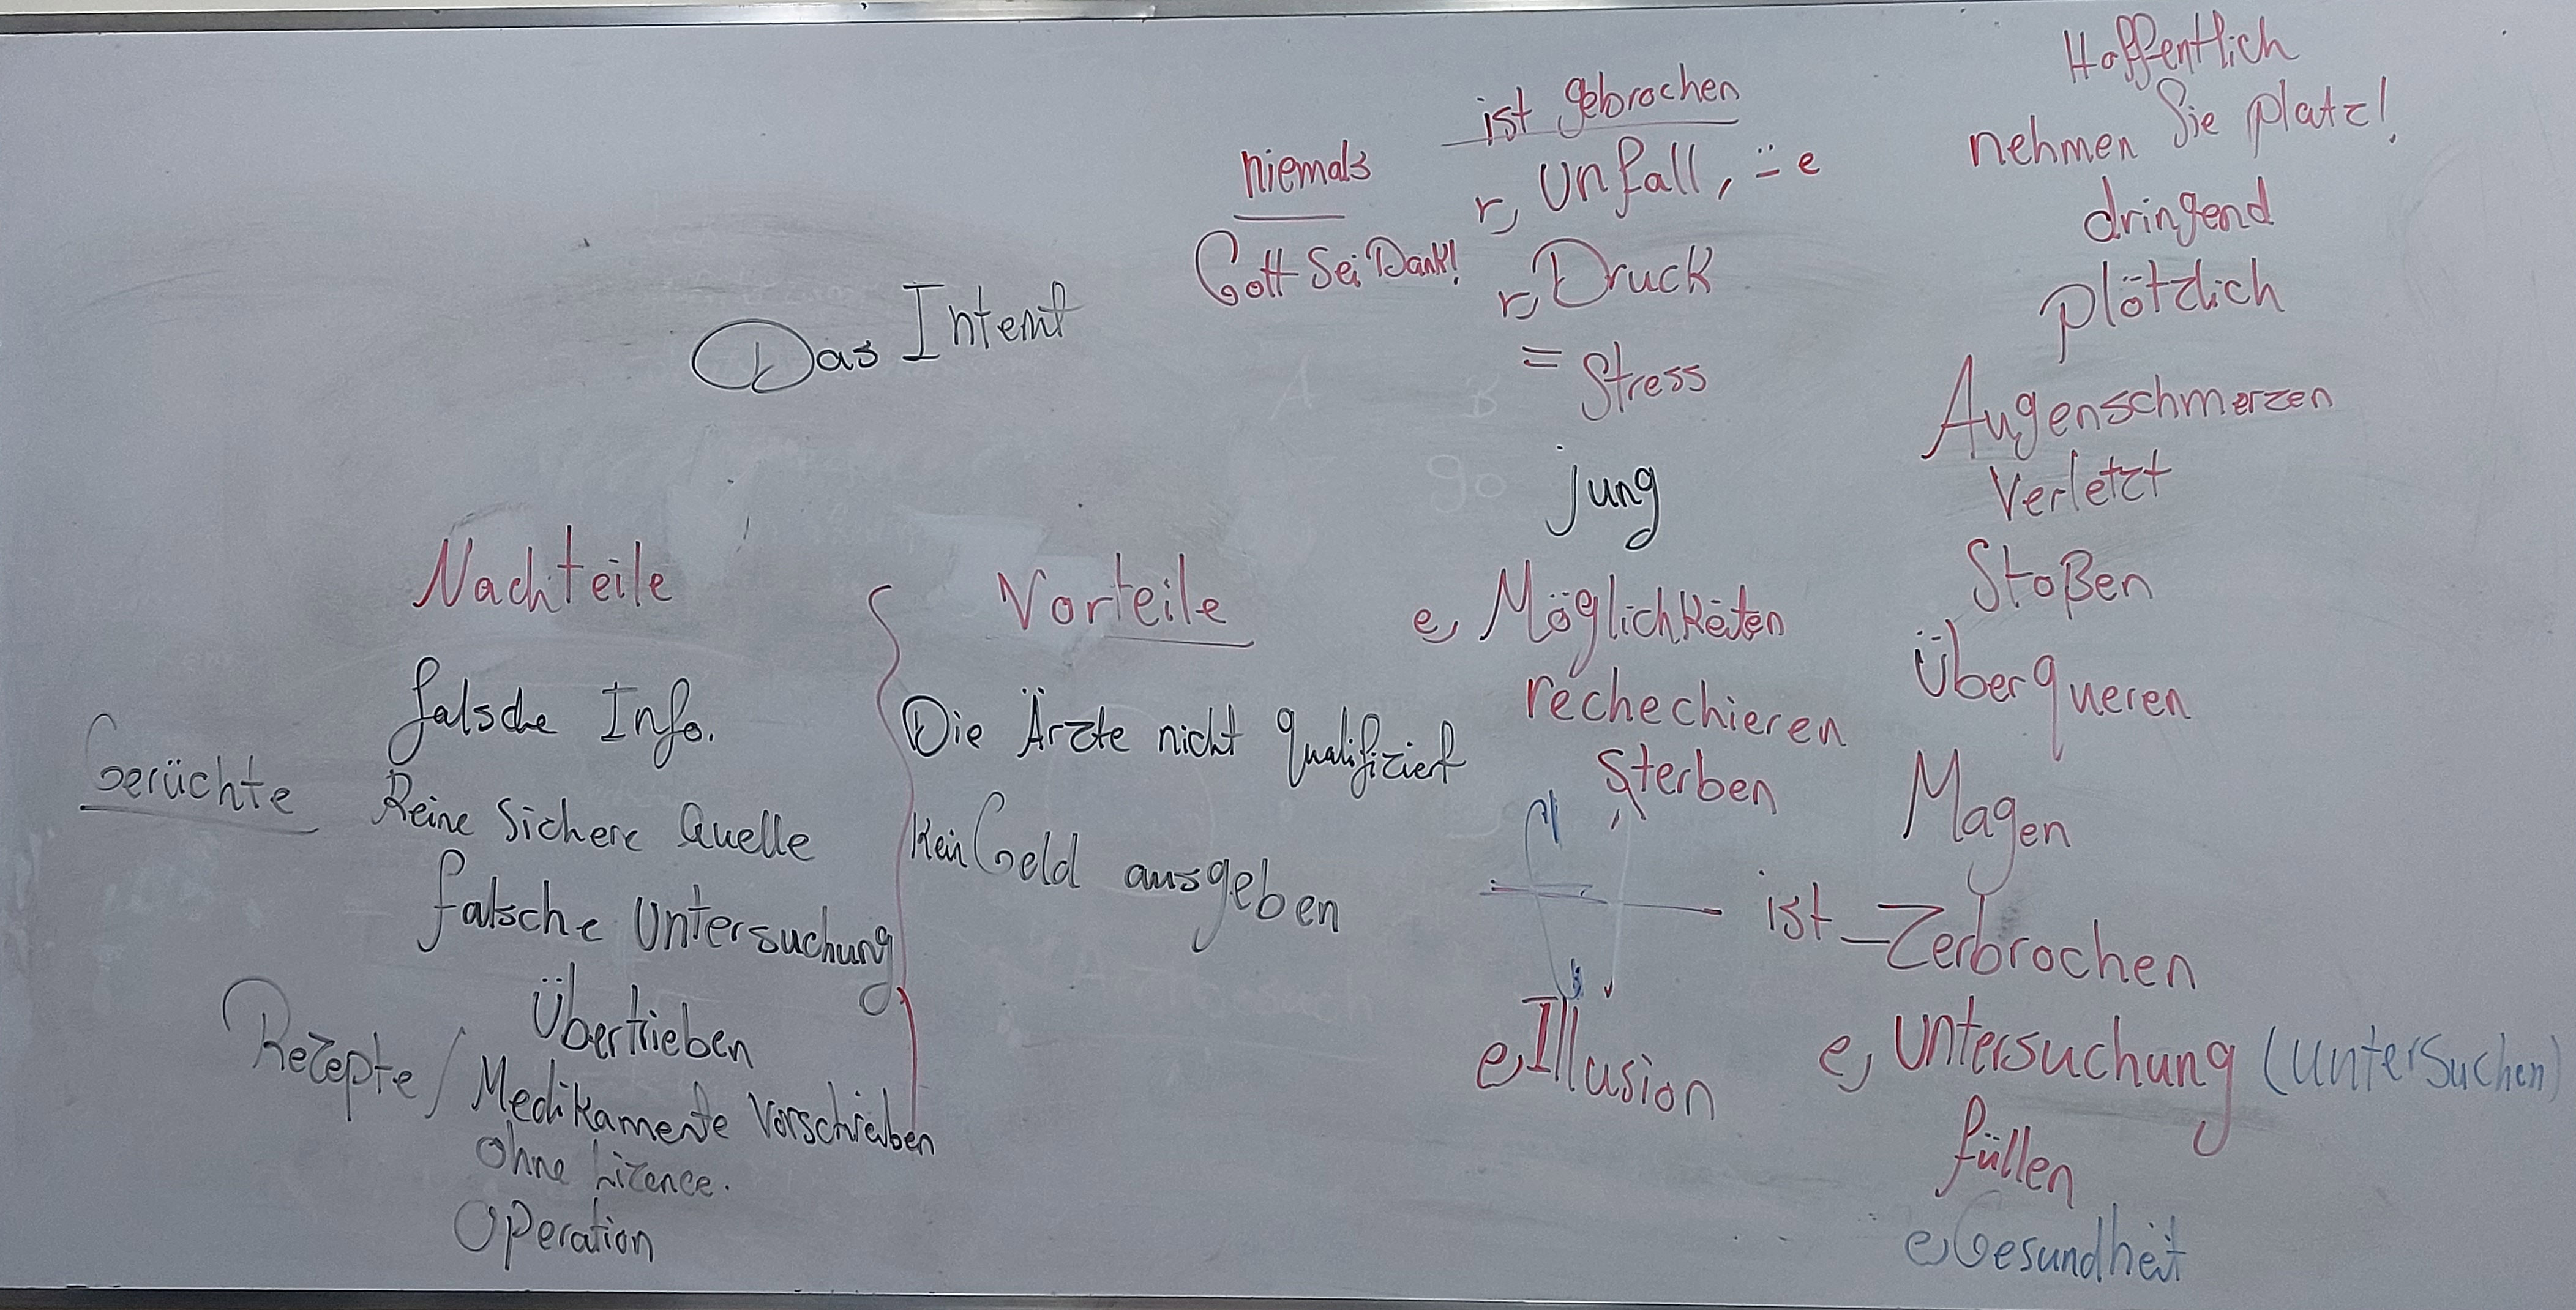 Das Internt
Nachteile
falsche Info.
Gerüchte
Keine Sichere Quelle
falsche Untersuchung
Übertrieben
Rezepte / Medikamente Vorschrieben
ohne Lizence.
Operation
Vorteile
Die Ärzte nicht qualifiziert
Kein Geld ausgeben
niemals
Gott Sei Dank!
ist gebrochen
r, Unfall, -̈e
r, Druck
= Stress
jung
e, Möglichkeiten
rechechieren
sterben
e, Illusion
Hoffentlich
nehmen Sie platz!
dringend
plötzlich
Augenschmerzen
Verletzt
Stoßen
Überqueren
Magen
ist - Zerbrochen
e, Untersuchung (Untersuchen)
füllen
e, Gesundheit